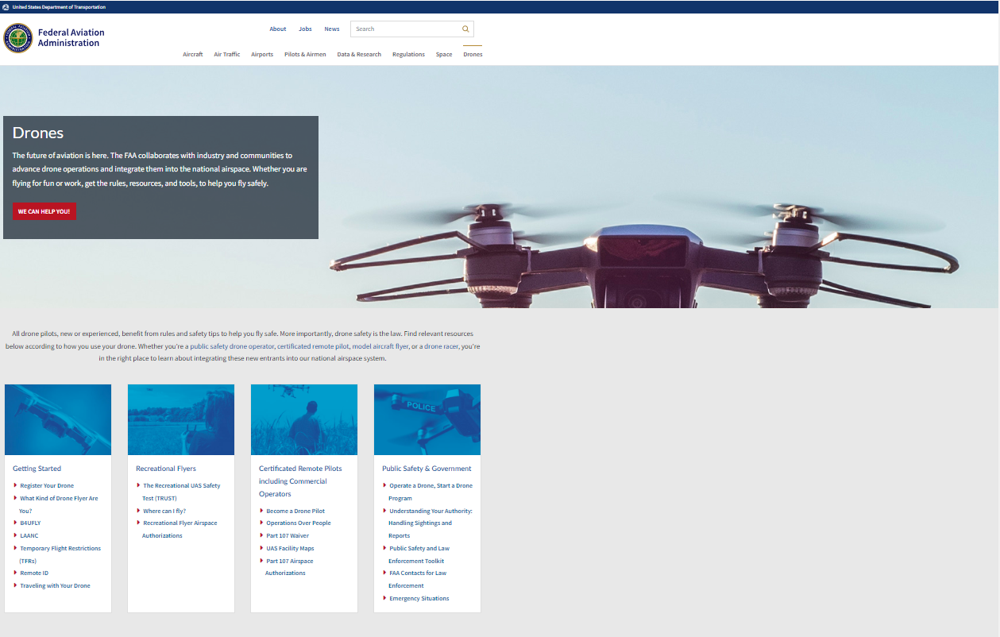 United States Department of Transportation
Federal Aviation
Administration
About Jobs News Search
Aircraft Air Traffic Airports Pilots & Airmen Data & Research Regulations Space Drones
Drones
The future of aviation is here. The FAA collaborates with industry and communities to
advance drone operations and integrate them into the national airspace. Whether you are
flying for fun or work, get the rules, resources, and tools, to help you fly safely.
WE CAN HELP YOU!
All drone pilots, new or experienced, benefit from rules and safety tips to help you fly safe. More importantly, drone safety is the law. Find relevant resources
below according to how you use your drone. Whether you're a public safety drone operator, certificated remote pilot, model aircraft flyer, or a drone racer, you're
in the right place to learn about integrating these new entrants into our national airspace system.
Getting Started
Register Your Drone
What Kind of Drone Flyer Are
You?
B4UFLY
LAANC
Temporary Flight Restrictions
(TFRs)
Remote ID
Traveling with Your Drone
Recreational Flyers
The Recreational UAS Safety
Test (TRUST)
Where can I fly?
Recreational Flyer Airspace
Authorizations
Certificated Remote Pilots
including Commercial
Operators
Become a Drone Pilot
Operations Over People
Part 107 Waiver
UAS Facility Maps
Part 107 Airspace
Authorizations
POLICE
Public Safety & Government
Operate a Drone, Start a Drone
Program
Understanding Your Authority:
Handling Sightings and
Reports
Public Safety and Law
Enforcement Toolkit
FAA Contacts for Law
Enforcement
Emergency Situations